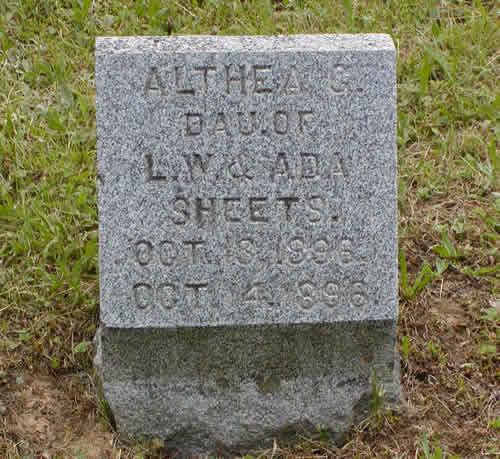 ALTHEA G.
DAU. OF
L.W. & ADA
SHEETS.
OCT. 13, 1896.
OCT. 14, 1896.